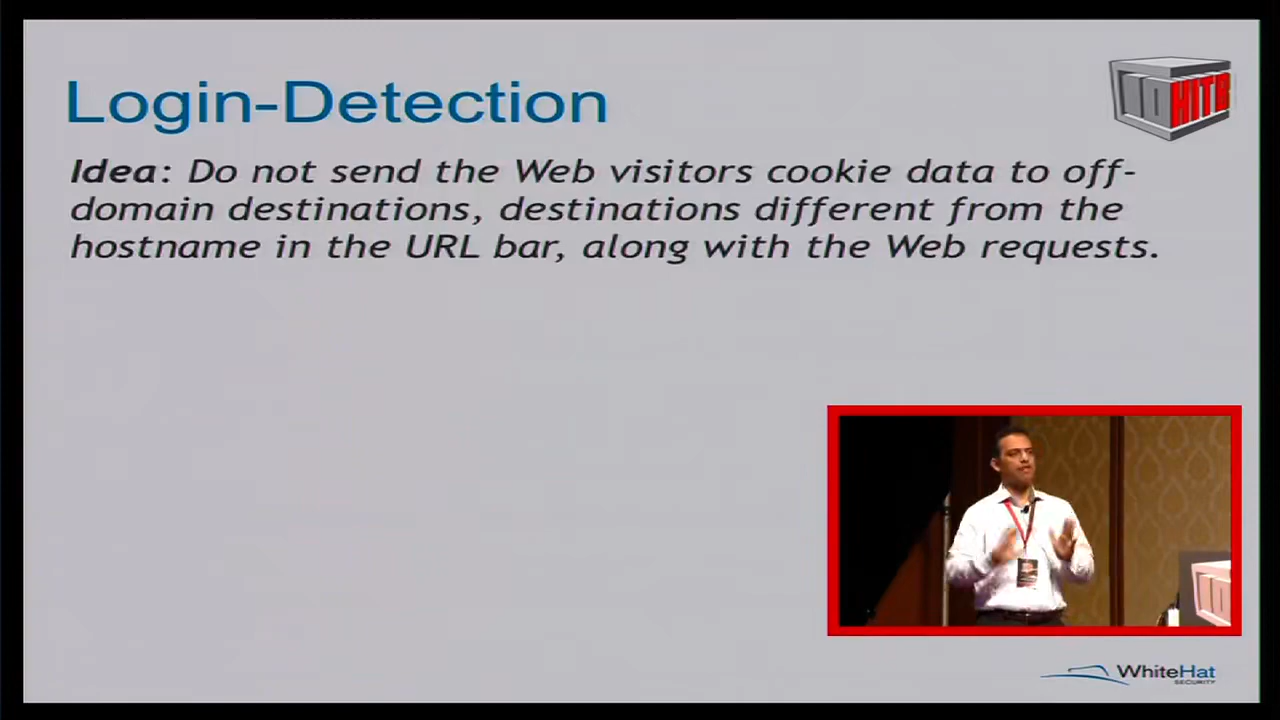 Login-Detection
HITB
Idea: Do not send the Web visitors cookie data to off-
domain destinations, destinations different from the
hostname in the URL bar, along with the Web requests.
WhiteHat
SECURITY